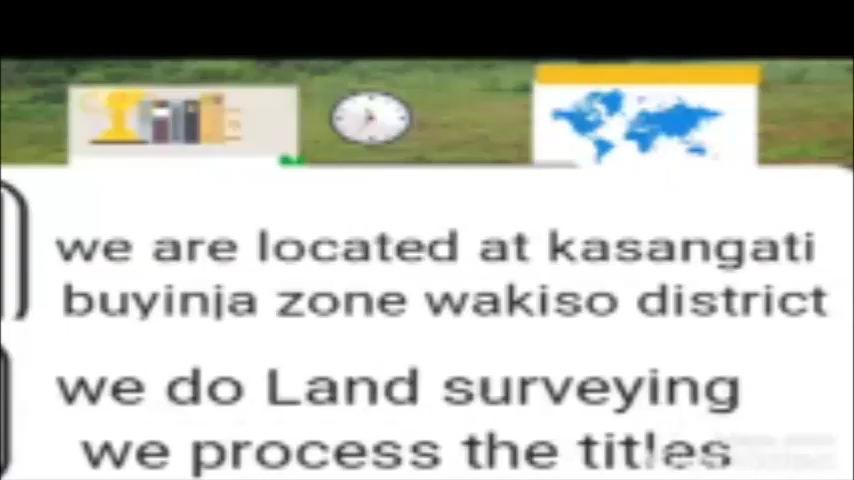 we are located at kasangati
buyinja zone wakiso district
we do Land surveying
we process the titles